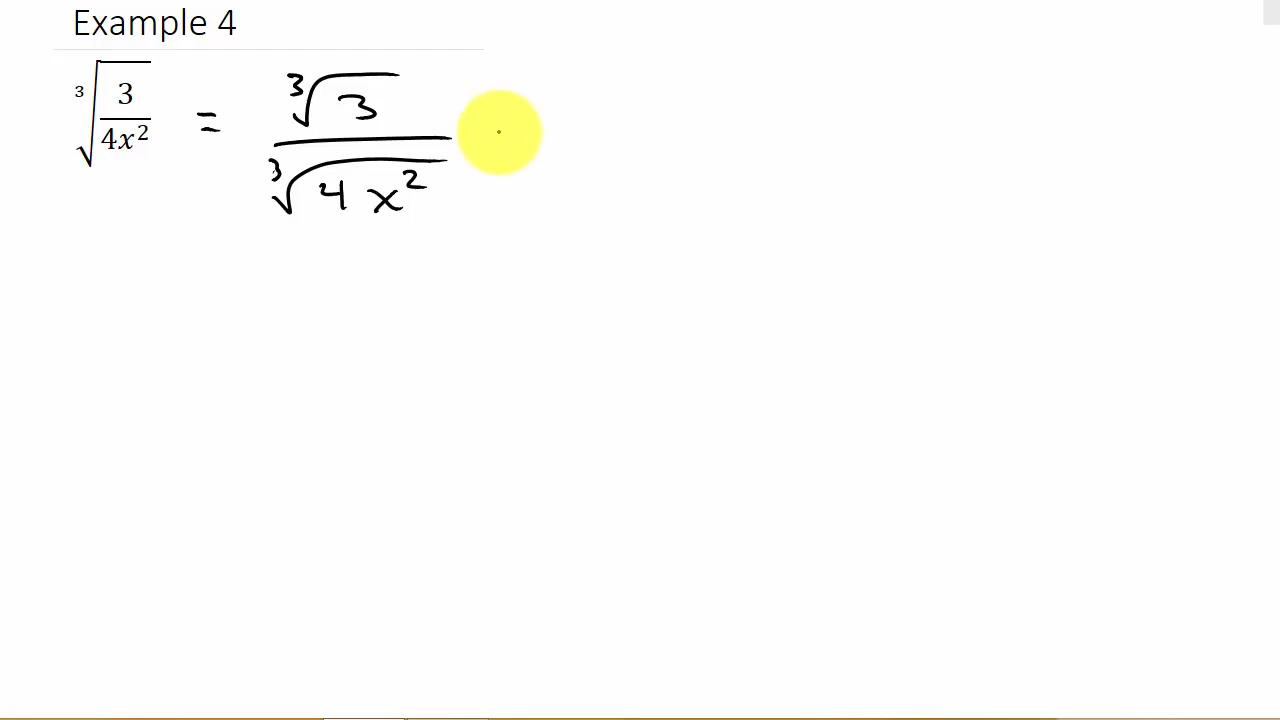 Example 4
∛(3/(4x²)) = ∛3 / ∛(4x²)